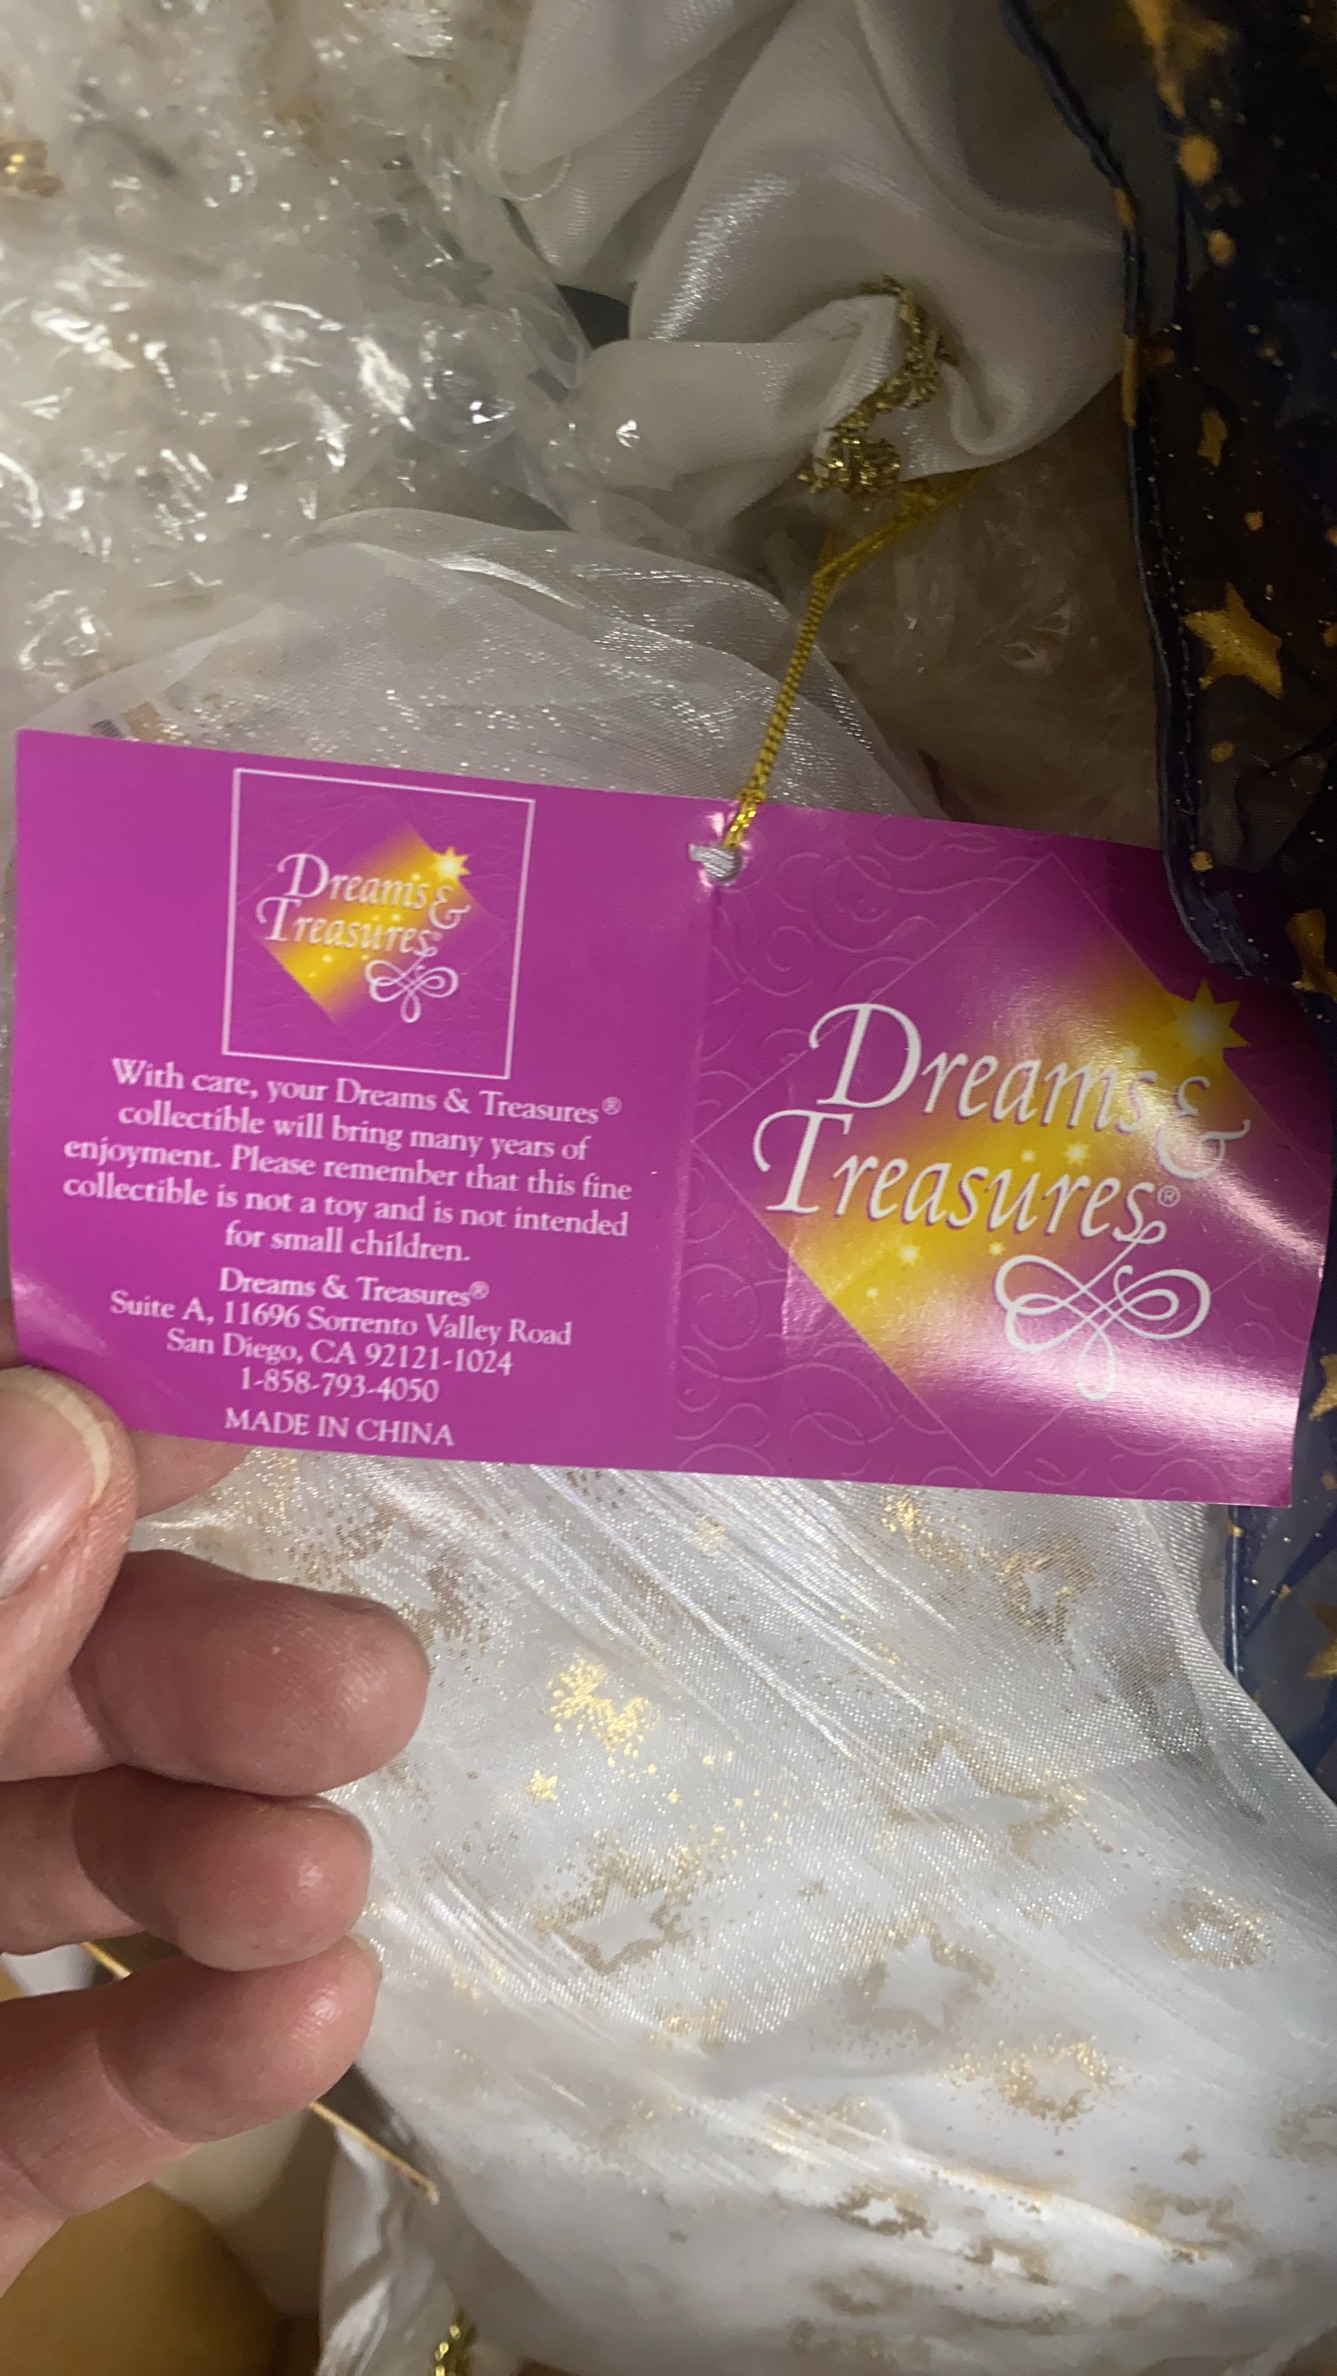 Dreams &
Treasures®
With care, your Dreams & Treasures®
collectible will bring many years of
enjoyment. Please remember that this fine
collectible is not a toy and is not intended
for small children.
Dreams & Treasures®
Suite A, 11696 Sorrento Valley Road
San Diego, CA 92121-1024
1-858-793-4050
MADE IN CHINA
Dreams &
Treasures®